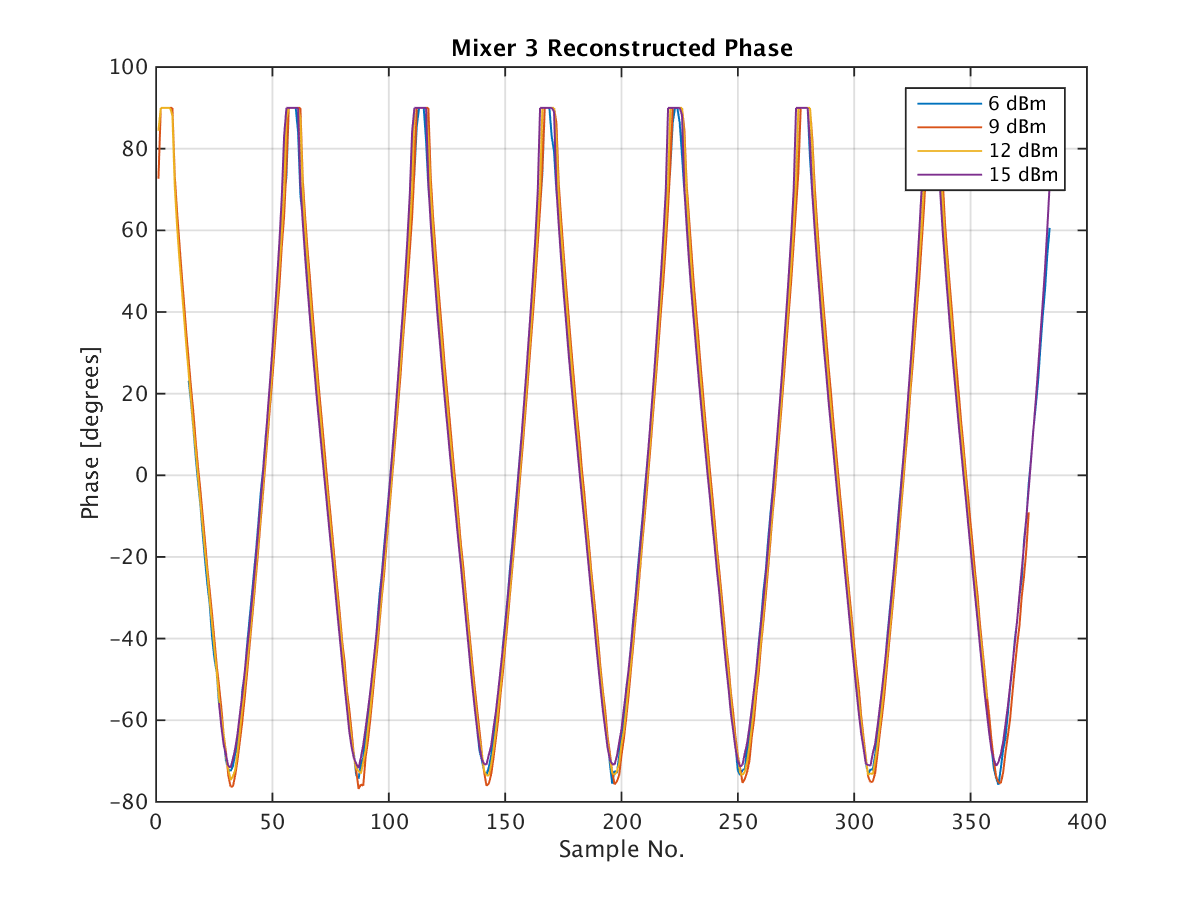 Mixer 3 Reconstructed Phase
100
80
60
40
20
0
−20
−40
−60
−80
Phase [degrees]
6 dBm
9 dBm
12 dBm
15 dBm
0 50 100 150 200 250 300 350 400
Sample No.